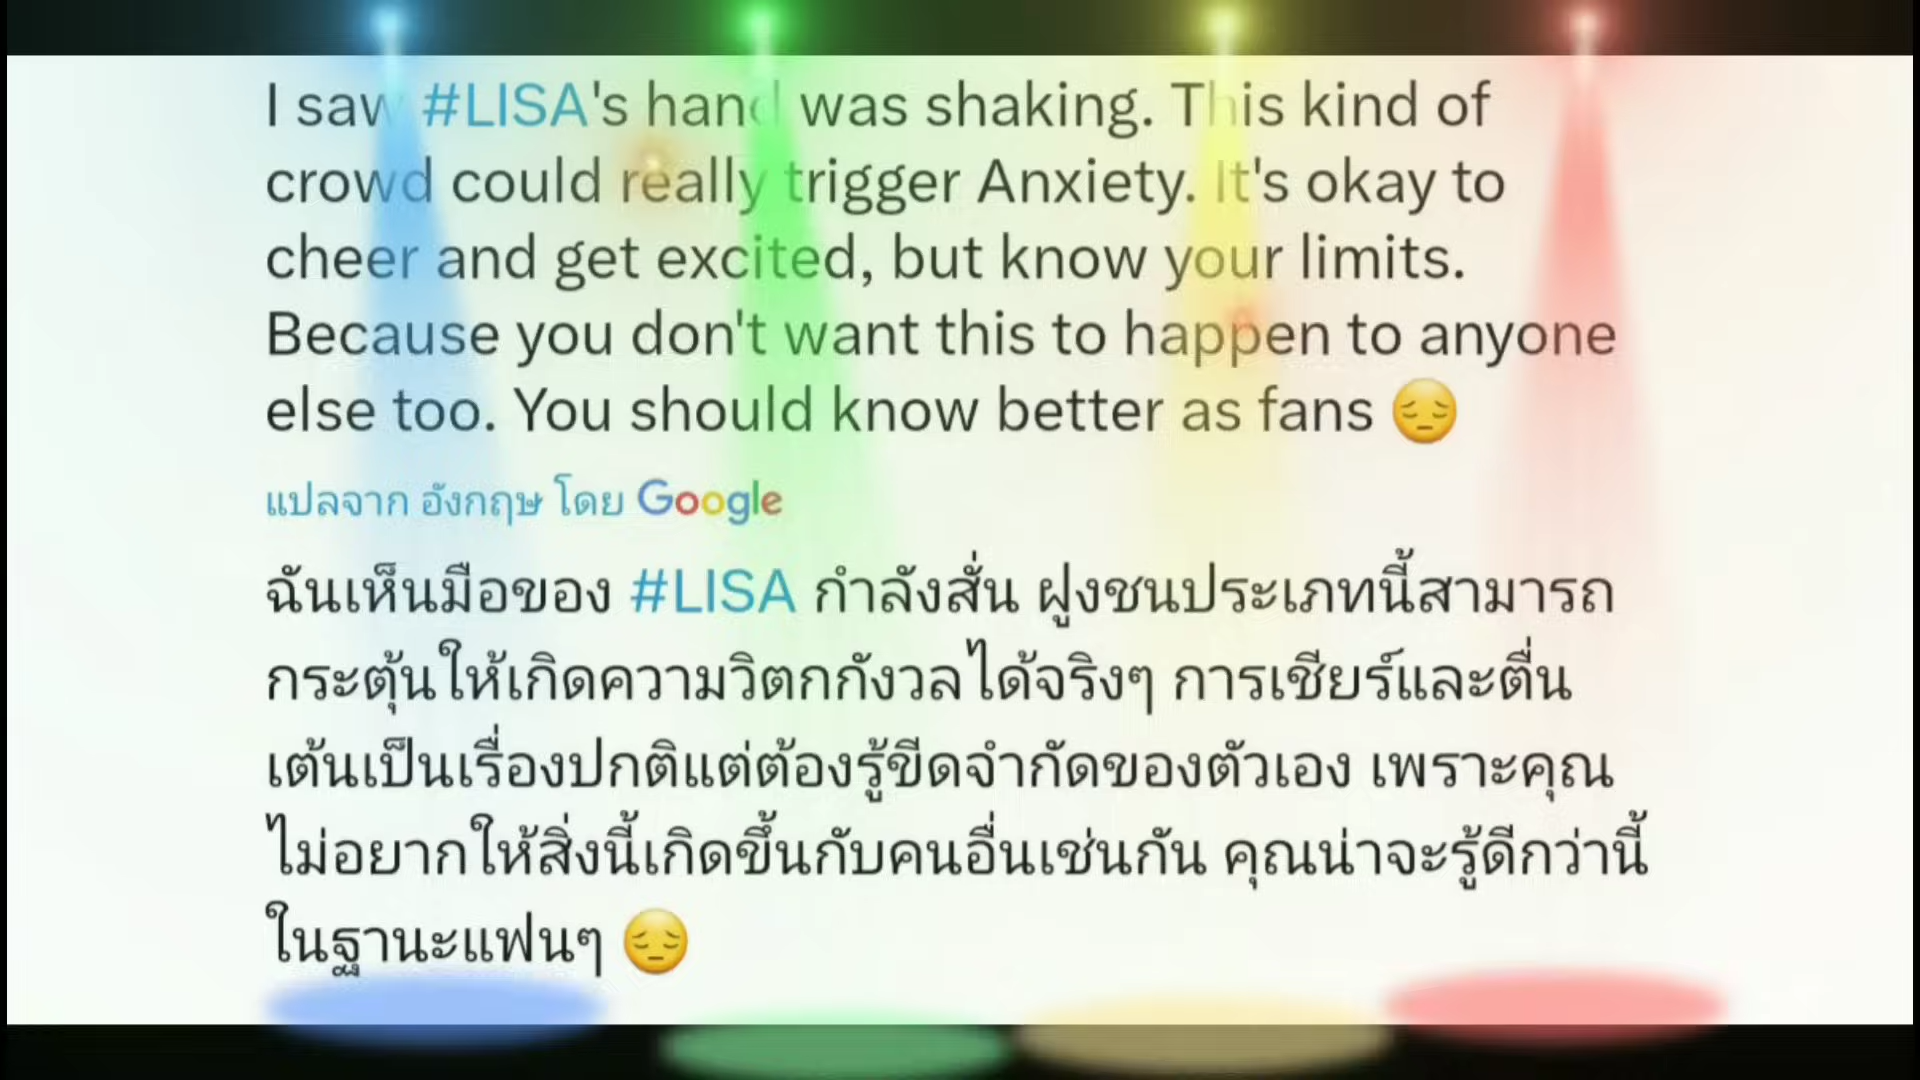 I saw #LISA's hand was shaking. This kind of
crowd could really trigger Anxiety. It's okay to
cheer and get excited, but know your limits.
Because you don't want this to happen to anyone
else too. You should know better as fans 😔
แปลจาก อังกฤษ โดย Google
ฉันเห็นมือของ #LISA กำลังสั่น ฝูงชนประเภทนี้สามารถ
กระตุ้นให้เกิดความวิตกกังวลได้จริงๆ การเชียร์และตื่น
เต้นเป็นเรื่องปกติแต่ต้องรู้ขีดจำกัดของตัวเอง เพราะคุณ
ไม่อยากให้สิ่งนี้เกิดขึ้นกับคนอื่นเช่นกัน คุณน่าจะรู้ดีกว่านี้
ในฐานะแฟนๆ 😔